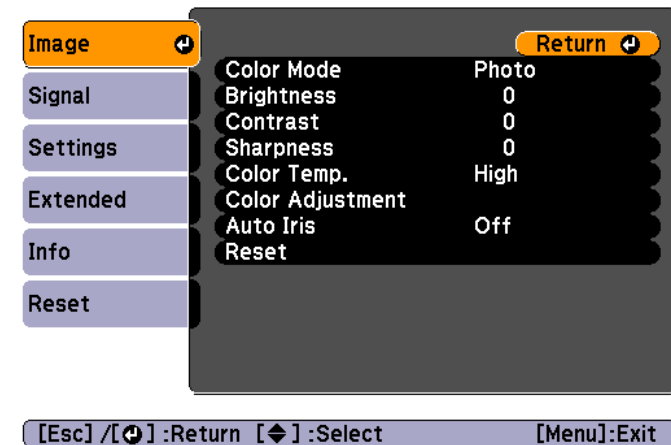 Image
Signal
Settings
Extended
Info
Reset
Return
Color Mode Photo
Brightness 0
Contrast 0
Sharpness 0
Color Temp. High
Color Adjustment
Auto Iris Off
Reset
[Esc] /[ ] :Return [ ] :Select [Menu]:Exit